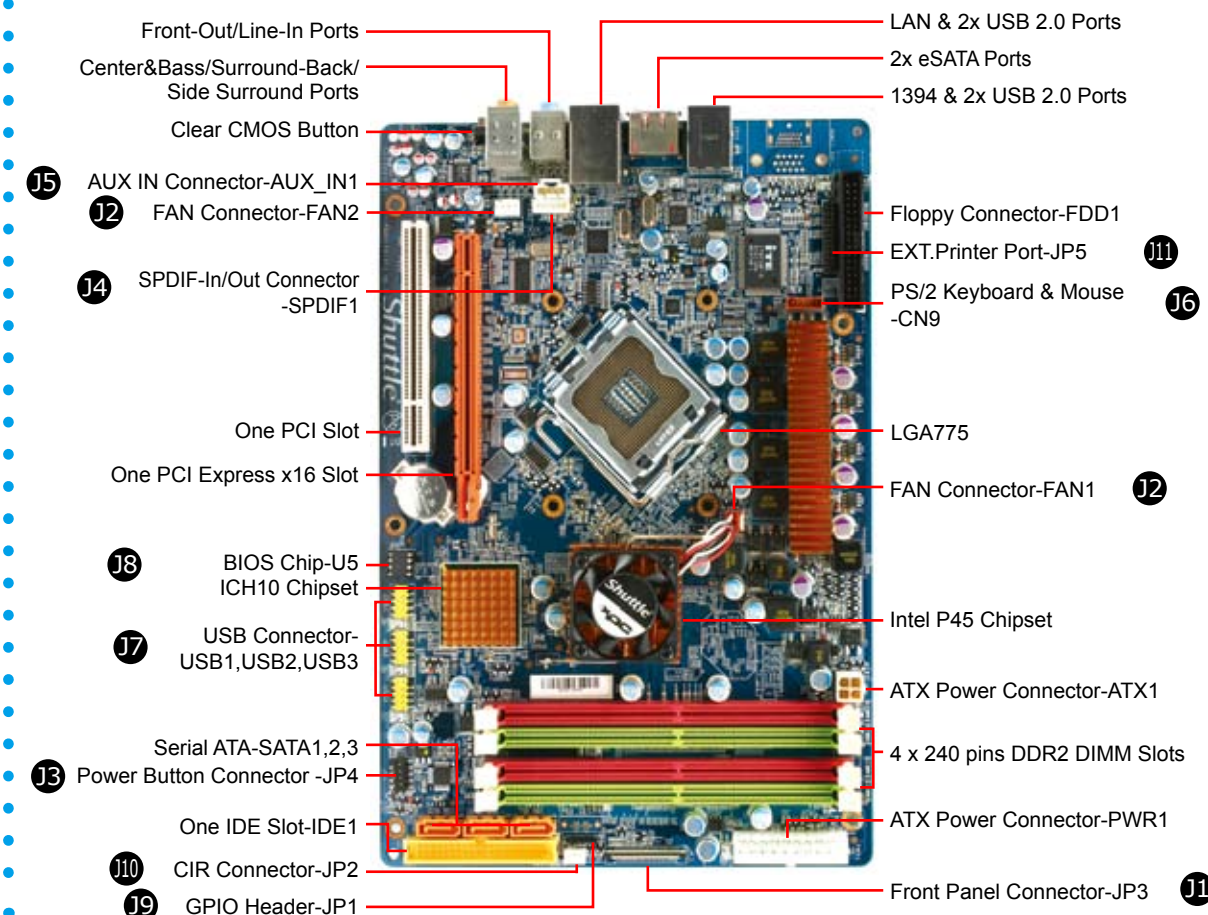 Front-Out/Line-In Ports
Center&Bass/Surround-Back/
Side Surround Ports
Clear CMOS Button
J5 AUX IN Connector-AUX_IN1
J2 FAN Connector-FAN2
J4 SPDIF-In/Out Connector
-SPDIF1
One PCI Slot
One PCI Express x16 Slot
J8 BIOS Chip-U5
ICH10 Chipset
J7 USB Connector-
USB1,USB2,USB3
Serial ATA-SATA1,2,3
J3 Power Button Connector -JP4
One IDE Slot-IDE1
J10 CIR Connector-JP2
J9 GPIO Header-JP1
LAN & 2x USB 2.0 Ports
2x eSATA Ports
1394 & 2x USB 2.0 Ports
Floppy Connector-FDD1
EXT.Printer Port-JP5 J11
PS/2 Keyboard & Mouse J6
-CN9
LGA775
FAN Connector-FAN1 J2
Intel P45 Chipset
ATX Power Connector-ATX1
4 x 240 pins DDR2 DIMM Slots
ATX Power Connector-PWR1
Front Panel Connector-JP3 J1
Shuttle
Shuttle
XPC